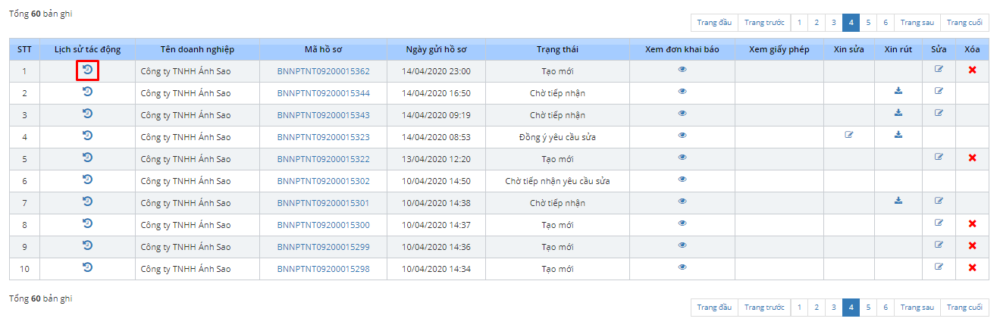 Tổng 60 bản ghi
Trang đầu Trang trước 1 2 3 4 5 6 Trang sau Trang cuối
STT Lịch sử tác động Tên doanh nghiệp Mã hồ sơ Ngày gửi hồ sơ Trạng thái Xem đơn khai báo Xem giấy phép Xin sửa Xin rút Sửa Xóa
1 Công ty TNHH Ánh Sao BNNPTNT09200015362 14/04/2020 23:00 Tạo mới
2 Công ty TNHH Ánh Sao BNNPTNT09200015344 14/04/2020 16:50 Chờ tiếp nhận
3 Công ty TNHH Ánh Sao BNNPTNT09200015343 14/04/2020 09:19 Chờ tiếp nhận
4 Công ty TNHH Ánh Sao BNNPTNT09200015323 14/04/2020 08:53 Đồng ý yêu cầu sửa
5 Công ty TNHH Ánh Sao BNNPTNT09200015322 13/04/2020 12:20 Tạo mới
6 Công ty TNHH Ánh Sao BNNPTNT09200015302 10/04/2020 14:50 Chờ tiếp nhận yêu cầu sửa
7 Công ty TNHH Ánh Sao BNNPTNT09200015301 10/04/2020 14:38 Chờ tiếp nhận
8 Công ty TNHH Ánh Sao BNNPTNT09200015300 10/04/2020 14:37 Tạo mới
9 Công ty TNHH Ánh Sao BNNPTNT09200015299 10/04/2020 14:36 Tạo mới
10 Công ty TNHH Ánh Sao BNNPTNT09200015298 10/04/2020 14:34 Tạo mới
Tổng 60 bản ghi
Trang đầu Trang trước 1 2 3 4 5 6 Trang sau Trang cuối